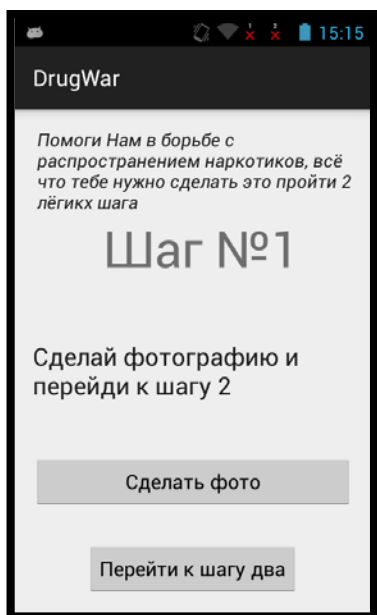 15:15
DrugWar
Помоги Нам в борьбе с
распространением наркотиков, всё
что тебе нужно сделать это пройти 2
лёгикх шага
Шаг №1
Сделай фотографию и
перейди к шагу 2
Сделать фото
Перейти к шагу два